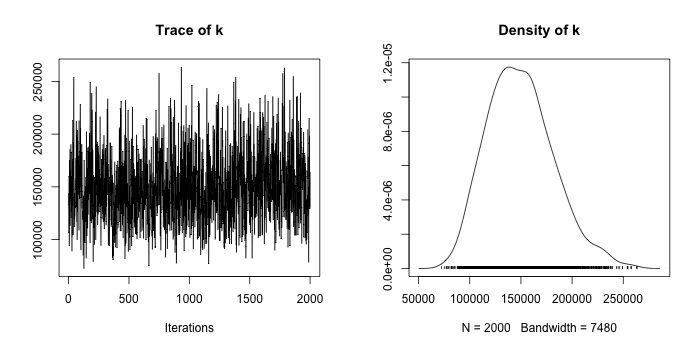 Trace of k
250000
200000
150000
100000
0
500
1000
1500
2000
Iterations
Density of k
1.2e-05
8.0e-06
4.0e-06
0.0e+00
50000
100000
150000
200000
250000
N = 2000 Bandwidth = 7480